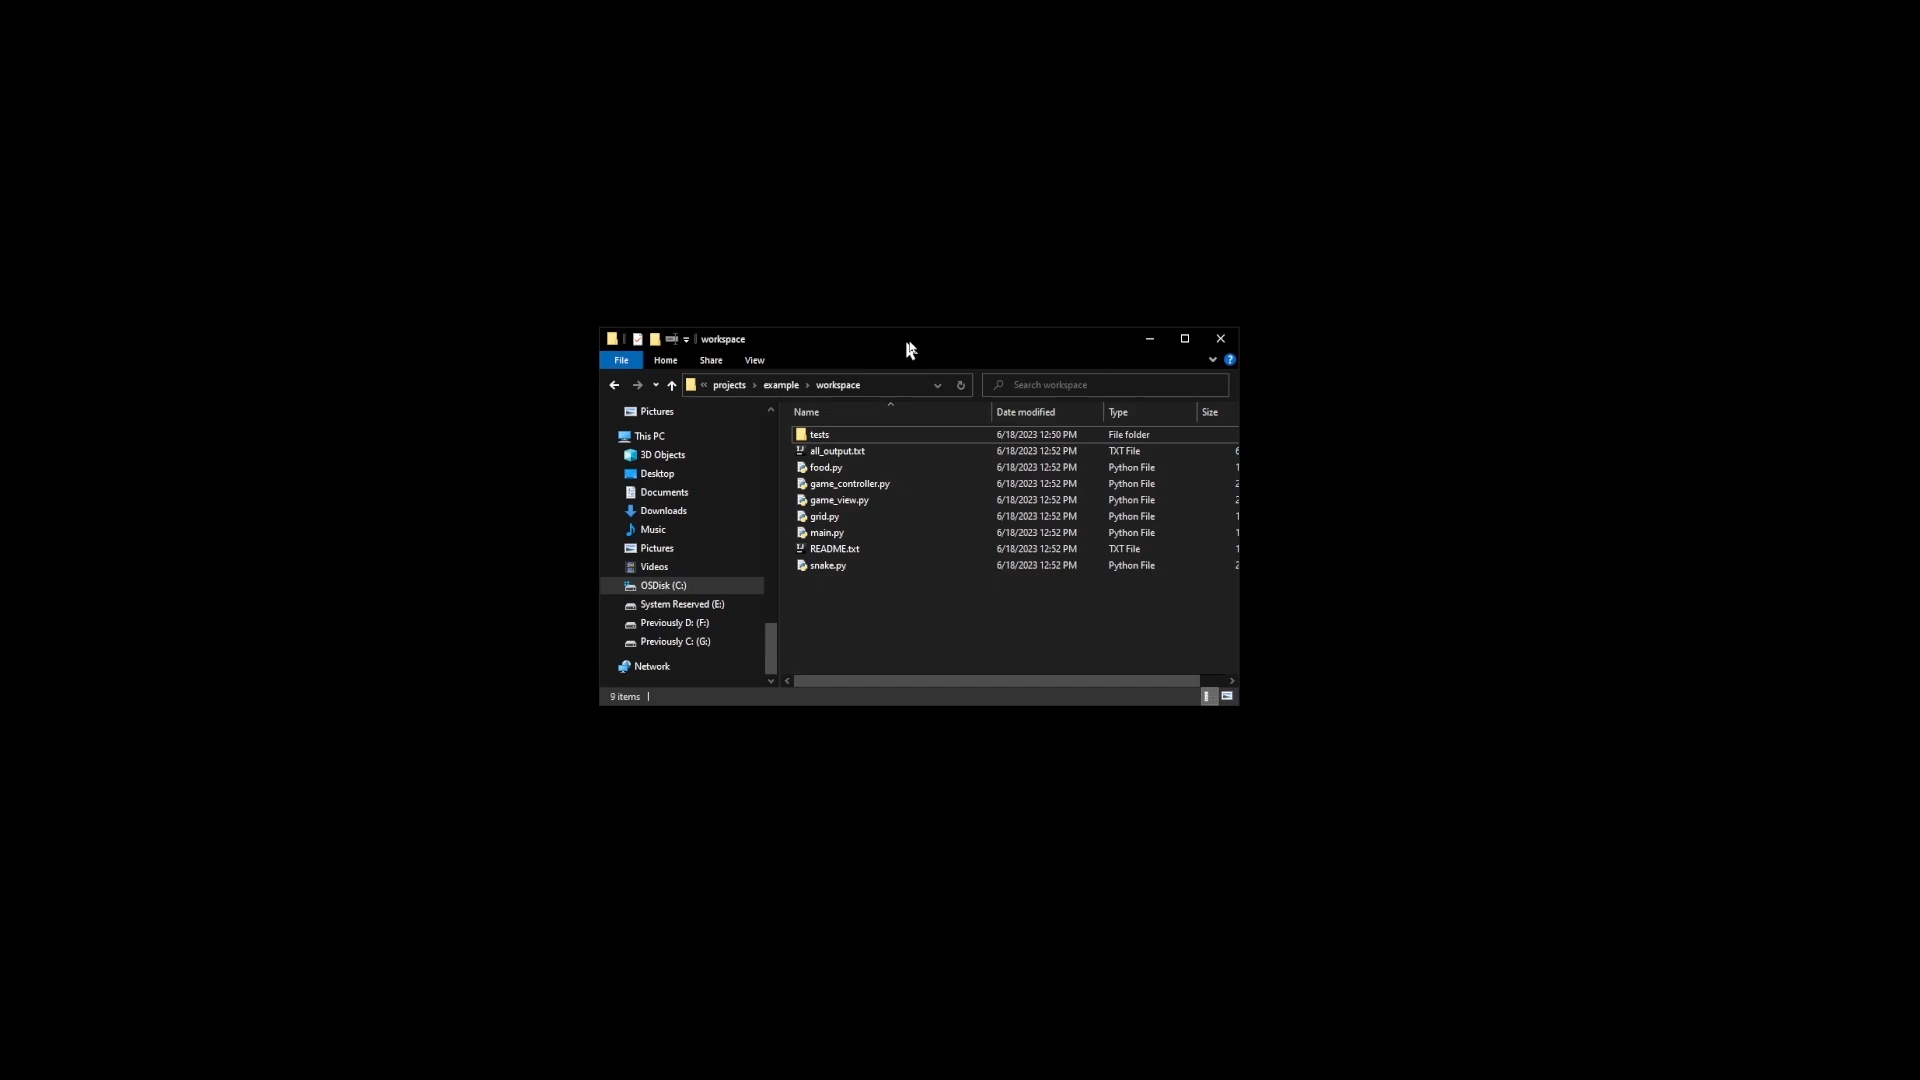 workspace
File Home Share View
« projects › example › workspace Search workspace
Name Date modified Type Size
Pictures
This PC
3D Objects
Desktop
Documents
Downloads
Music
Pictures
Videos
OSDisk (C:)
System Reserved (E:)
Previously D: (F:)
Previously C: (G:)
Network
tests 6/18/2023 12:50 PM File folder
all_output.txt 6/18/2023 12:52 PM TXT File
food.py 6/18/2023 12:52 PM Python File
game_controller.py 6/18/2023 12:52 PM Python File
game_view.py 6/18/2023 12:52 PM Python File
grid.py 6/18/2023 12:52 PM Python File
main.py 6/18/2023 12:52 PM Python File
README.txt 6/18/2023 12:52 PM TXT File
snake.py 6/18/2023 12:52 PM Python File
9 items